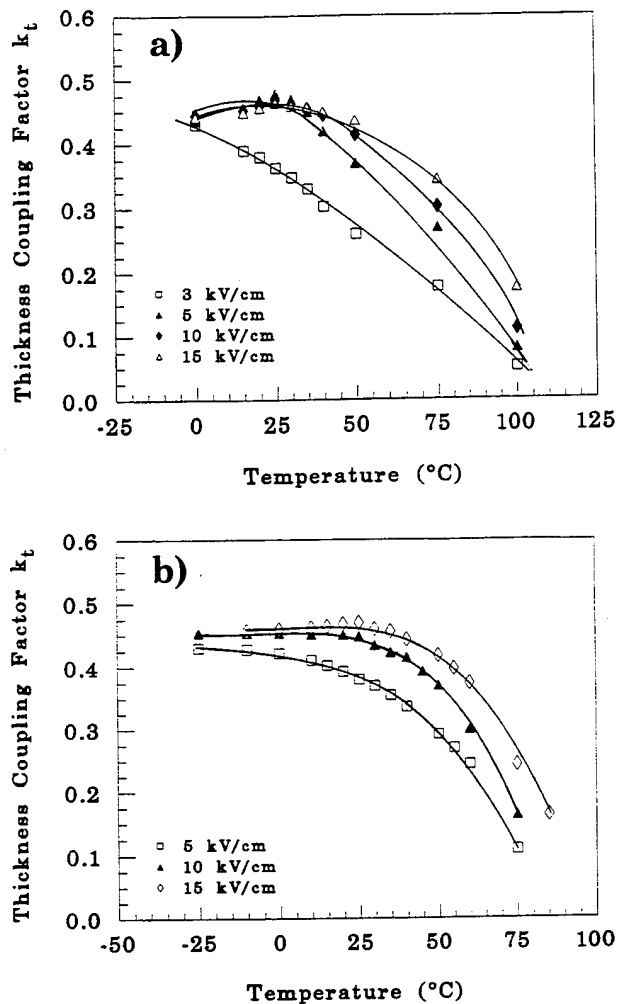 a)
Thickness Coupling Factor kt
0.6
0.5
0.4
0.3
0.2
0.1
0.0
□ 3 kV/cm
▲ 5 kV/cm
♦ 10 kV/cm
△ 15 kV/cm
-25 0 25 50 75 100 125
Temperature (°C)
b)
Thickness Coupling Factor kt
0.6
0.5
0.4
0.3
0.2
0.1
0.0
□ 5 kV/cm
▲ 10 kV/cm
◇ 15 kV/cm
-50 -25 0 25 50 75 100
Temperature (°C)